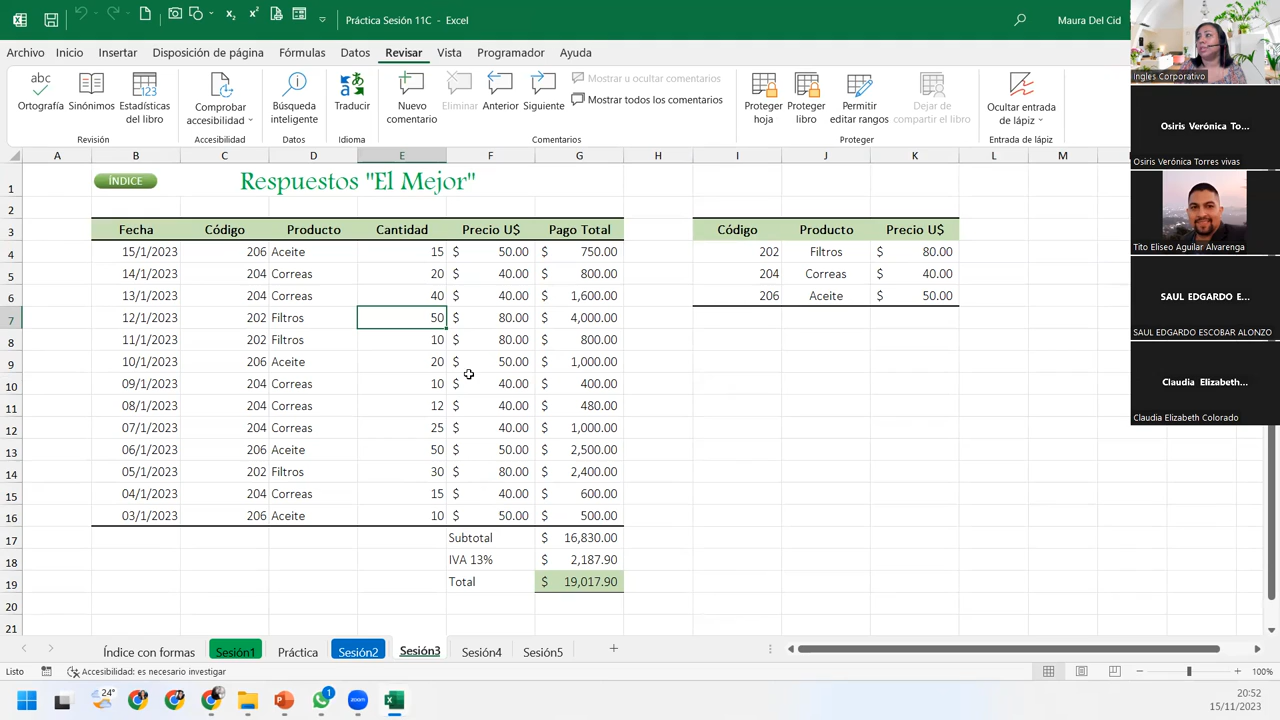 Práctica Sesión 11C - Excel
Maura Del Cid
Archivo Inicio Insertar Disposición de página Fórmulas Datos Revisar Vista Programador Ayuda
abc
Ortografía
Sinónimos
Estadísticas del libro
Comprobar accesibilidad
Búsqueda inteligente
Traducir
Nuevo comentario
Eliminar
Anterior
Siguiente
Mostrar u ocultar comentario
Mostrar todos los comentarios
Proteger hoja
Proteger libro
Permitir editar rangos
Dejar de compartir el libro
Ocultar entrada de lápiz
Revisión Accesibilidad Datos Idioma Comentarios Proteger Entrada de lápiz
A B C D E F G H I J K L M
1 ÍNDICE Respuestos "El Mejor"
2
3 Fecha Código Producto Cantidad Precio U$ Pago Total Código Producto Precio U$
4 15/1/2023 206 Aceite 15 $ 50.00 $ 750.00 202 Filtros $ 80.00
5 14/1/2023 204 Correas 20 $ 40.00 $ 800.00 204 Correas $ 40.00
6 13/1/2023 204 Correas 40 $ 40.00 $ 1,600.00 206 Aceite $ 50.00
7 12/1/2023 202 Filtros 50 $ 80.00 $ 4,000.00
8 11/1/2023 202 Filtros 10 $ 80.00 $ 800.00
9 10/1/2023 206 Aceite 20 $ 50.00 $ 1,000.00
10 09/1/2023 204 Correas 10 $ 40.00 $ 400.00
11 08/1/2023 204 Correas 12 $ 40.00 $ 480.00
12 07/1/2023 204 Correas 25 $ 40.00 $ 1,000.00
13 06/1/2023 206 Aceite 50 $ 50.00 $ 2,500.00
14 05/1/2023 202 Filtros 30 $ 80.00 $ 2,400.00
15 04/1/2023 204 Correas 15 $ 40.00 $ 600.00
16 03/1/2023 206 Aceite 10 $ 50.00 $ 500.00
17 Subtotal $ 16,830.00
18 IVA 13% $ 2,187.90
19 Total $ 19,017.90
20
21
Índice con formas Sesión1 Práctica Sesión2 Sesión3 Sesión4 Sesión5
Listo Accesibilidad: es necesario investigar 100%
24° 1 zoom 20:52
15/11/2023
Ingles Corporativo
Osiris Verónica To...
Osiris Verónica Torres vivas
Tito Eliseo Aguilar Alvarenga
SAUL EDGARDO E...
SAUL EDGARDO ESCOBAR ALONZO
Claudia Elizabeth...
Claudia Elizabeth Colorado